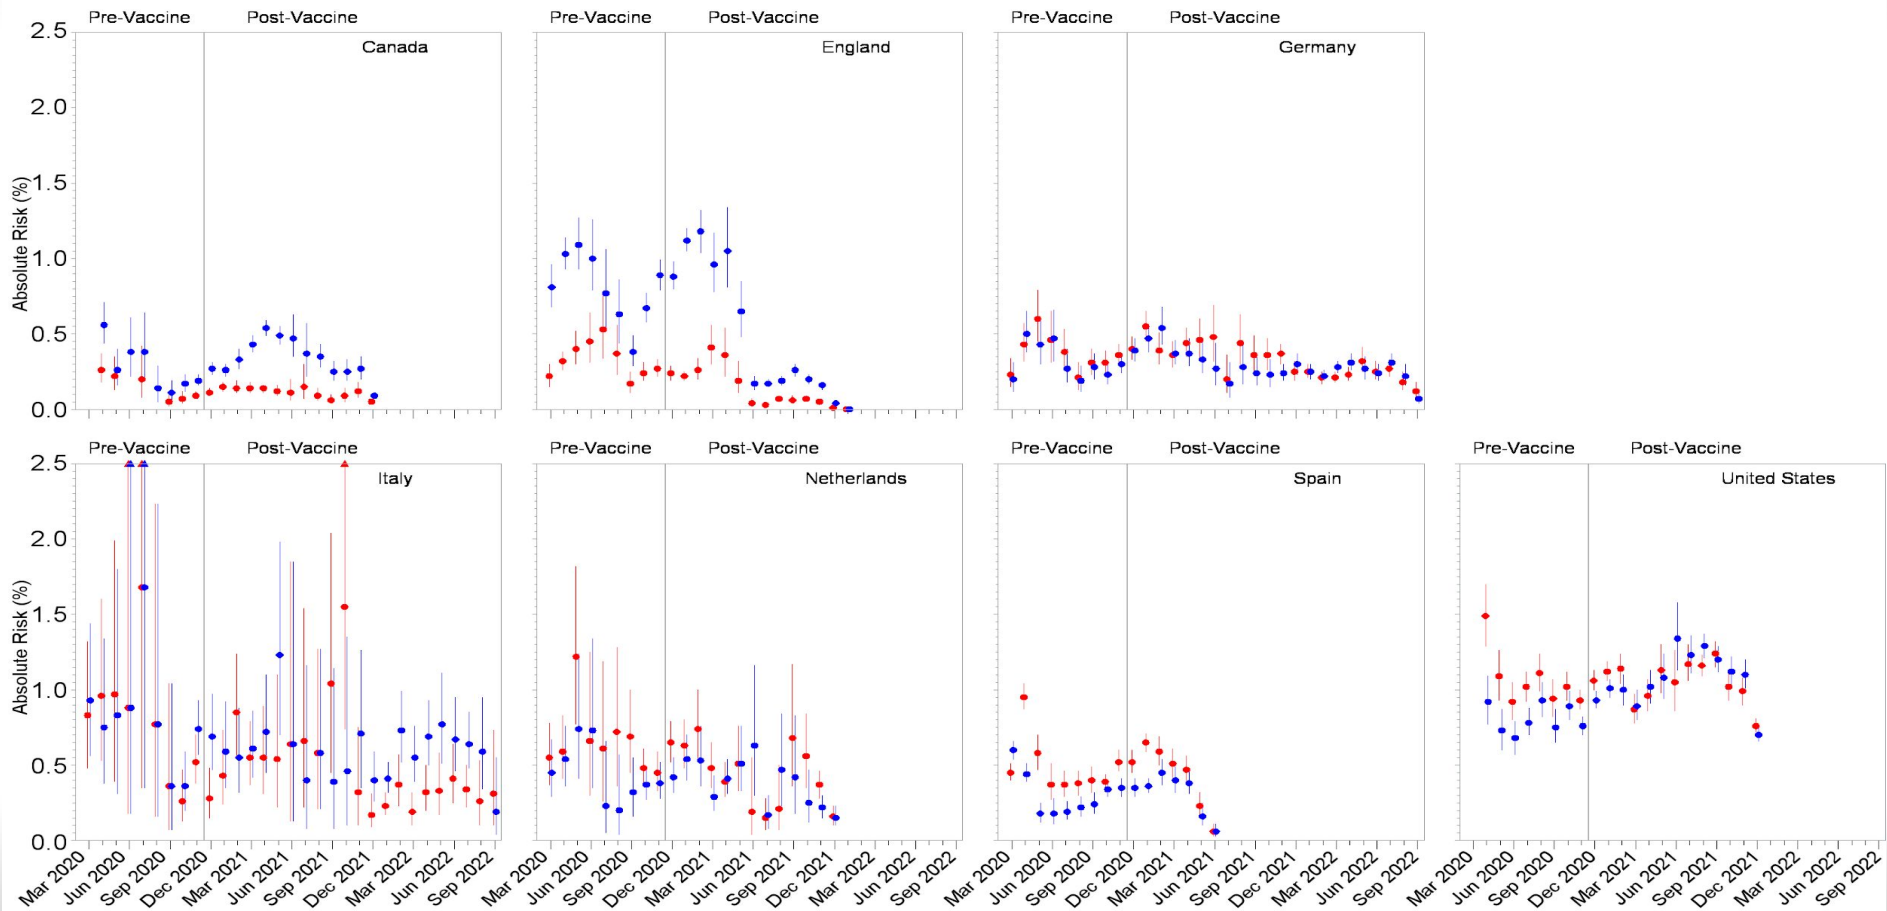 Pre-Vaccine Post-Vaccine Pre-Vaccine Post-Vaccine Pre-Vaccine Post-Vaccine
2.5
Canada England Germany
2.0
1.5
1.0
0.5
0.0
Absolute Risk (%)
Pre-Vaccine Post-Vaccine Pre-Vaccine Post-Vaccine Pre-Vaccine Post-Vaccine Pre-Vaccine Post-Vaccine
2.5
Italy Netherlands Spain United States
2.0
1.5
1.0
0.5
0.0
Absolute Risk (%)
Mar 2020 Jun 2020 Sep 2020 Dec 2020 Mar 2021 Jun 2021 Sep 2021 Dec 2021 Mar 2022 Jun 2022 Sep 2022
Mar 2020 Jun 2020 Sep 2020 Dec 2020 Mar 2021 Jun 2021 Sep 2021 Dec 2021 Mar 2022 Jun 2022 Sep 2022
Mar 2020 Jun 2020 Sep 2020 Dec 2020 Mar 2021 Jun 2021 Sep 2021 Dec 2021 Mar 2022 Jun 2022 Sep 2022
Mar 2020 Jun 2020 Sep 2020 Dec 2020 Mar 2021 Jun 2021 Sep 2021 Dec 2021 Mar 2022 Jun 2022 Sep 2022